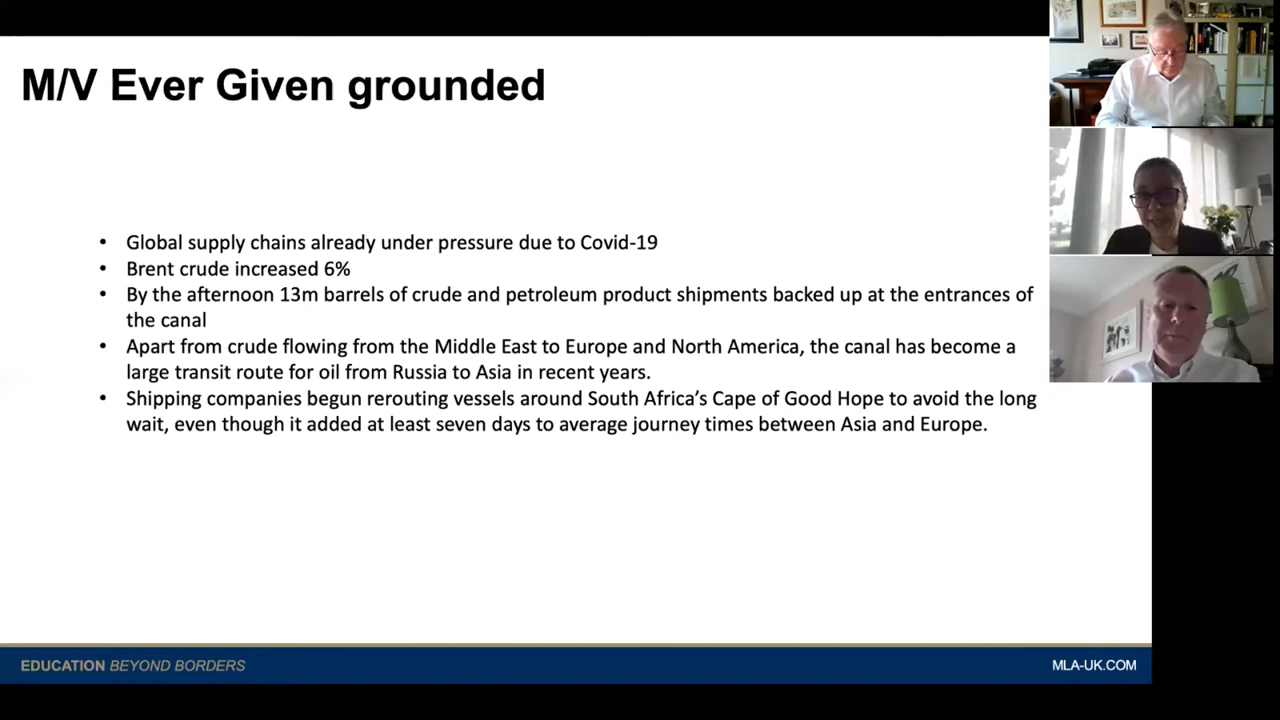 M/V Ever Given grounded
• Global supply chains already under pressure due to Covid-19
• Brent crude increased 6%
• By the afternoon 13m barrels of crude and petroleum product shipments backed up at the entrances of
the canal
• Apart from crude flowing from the Middle East to Europe and North America, the canal has become a
large transit route for oil from Russia to Asia in recent years.
• Shipping companies begun rerouting vessels around South Africa’s Cape of Good Hope to avoid the long
wait, even though it added at least seven days to average journey times between Asia and Europe.
EDUCATION BEYOND BORDERS
MLA-UK.COM